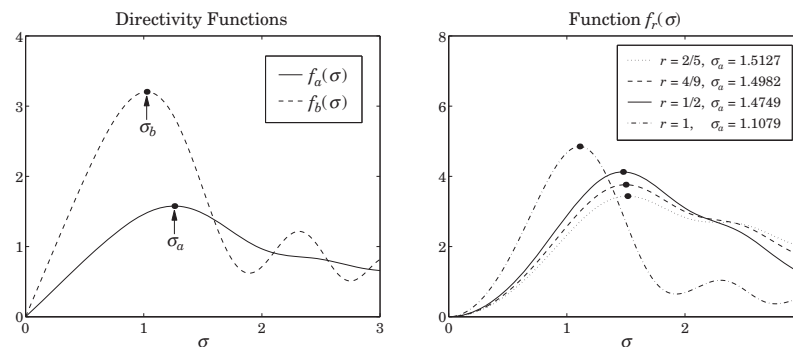 Directivity Functions
4
3
2
1
0
0
1
2
3
σ
f_a(σ)
f_b(σ)
σ_b
σ_a
Function f_r(σ)
8
6
4
2
0
0
1
2
σ
r = 2/5, σ_a = 1.5127
r = 4/9, σ_a = 1.4982
r = 1/2, σ_a = 1.4749
r = 1, σ_a = 1.1079